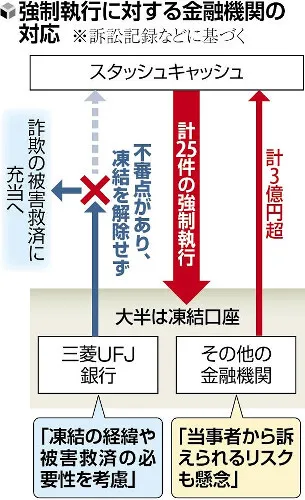 強制執行に対する金融機関の
対応 ※訴訟記録などに基づく
スタッシュキャッシュ
詐欺の被害救済に
充当へ
不審点があり、
凍結を解除せず
計25件の強制執行
計3億円超
大半は凍結口座
三菱UFJ
銀行
その他の
金融機関
「凍結の経緯や
被害救済の必
要性を考慮」
「当事者から訴
えられるリスク
も懸念」